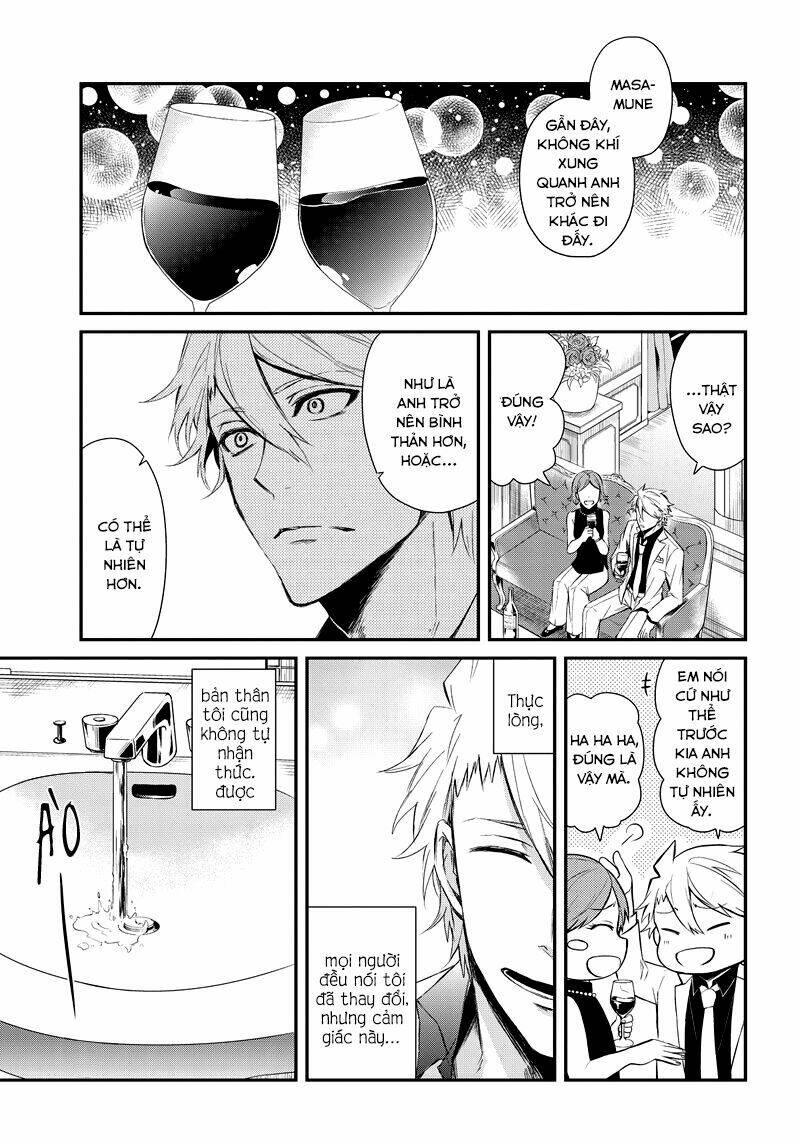 MASA-
MUNE
GẦN ĐÂY,
KHÔNG KHÍ
XUNG
QUANH ANH
TRỞ NÊN
KHÁC ĐI
ĐẤY.
...THẬT
VẬY
SAO?
ĐÚNG
VẬY!
NHƯ LÀ
ANH TRỞ
NÊN BÌNH
THẢN HƠN,
HOẶC...
CÓ THỂ
LÀ TỰ
NHIÊN
HƠN.
EM NÓI
CỨ NHƯ
THỂ TRƯỚC
KIA ANH
KHÔNG TỰ
NHIÊN
ẤY.
HA HA HA,
ĐÚNG LÀ
VẬY MÀ.
Thực
lòng,
mọi người
đều nói tôi
đã thay đổi,
nhưng cảm
giác này...
bản thân
tôi cũng
không tự
nhận
thức. được
ÀO